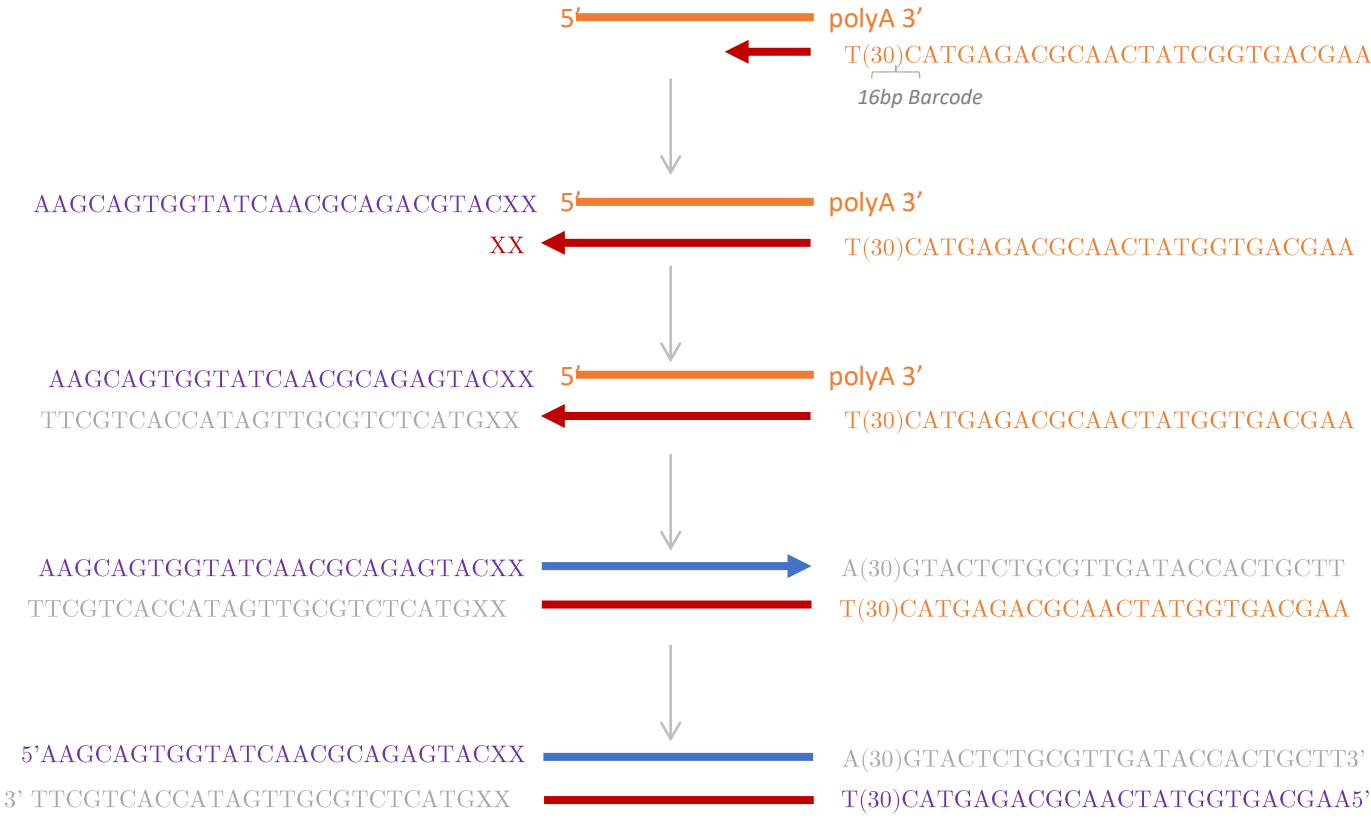 5’ polyA 3’
T(30)CATGAGACGCAACTATCGGTGACGAA
16bp Barcode
AAGCAGTGGTATCAACGCAGACGTACXX 5’ polyA 3’
XX T(30)CATGAGACGCAACTATGGTGACGAA
AAGCAGTGGTATCAACGCAGAGTACXX 5’ polyA 3’
TTCGTCACCATAGTTGCGTCTCATGXX T(30)CATGAGACGCAACTATGGTGACGAA
AAGCAGTGGTATCAACGCAGAGTACXX A(30)GTACTCTGCGTTGATACCACTGCTT
TTCGTCACCATAGTTGCGTCTCATGXX T(30)CATGAGACGCAACTATGGTGACGAA
5’AAGCAGTGGTATCAACGCAGAGTACXX A(30)GTACTCTGCGTTGATACCACTGCTT3’
3’ TTCGTCACCATAGTTGCGTCTCATGXX T(30)CATGAGACGCAACTATGGTGACGAA5’